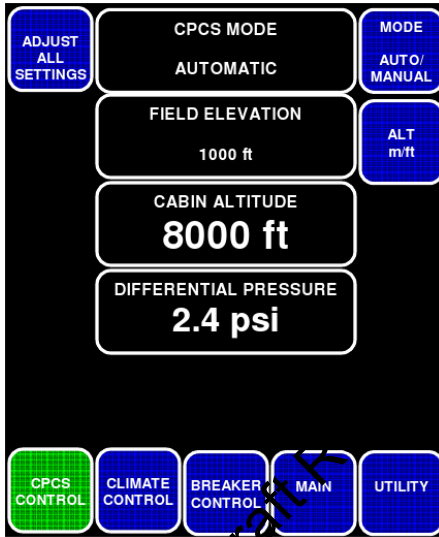 ADJUST
ALL
SETTINGS
CPCS MODE
AUTOMATIC
MODE
AUTO/
MANUAL
FIELD ELEVATION
1000 ft
ALT
m/ft
CABIN ALTITUDE
8000 ft
DIFFERENTIAL PRESSURE
2.4 psi
CPCS
CONTROL
CLIMATE
CONTROL
BREAKER
CONTROL
MAIN
UTILITY
raft R